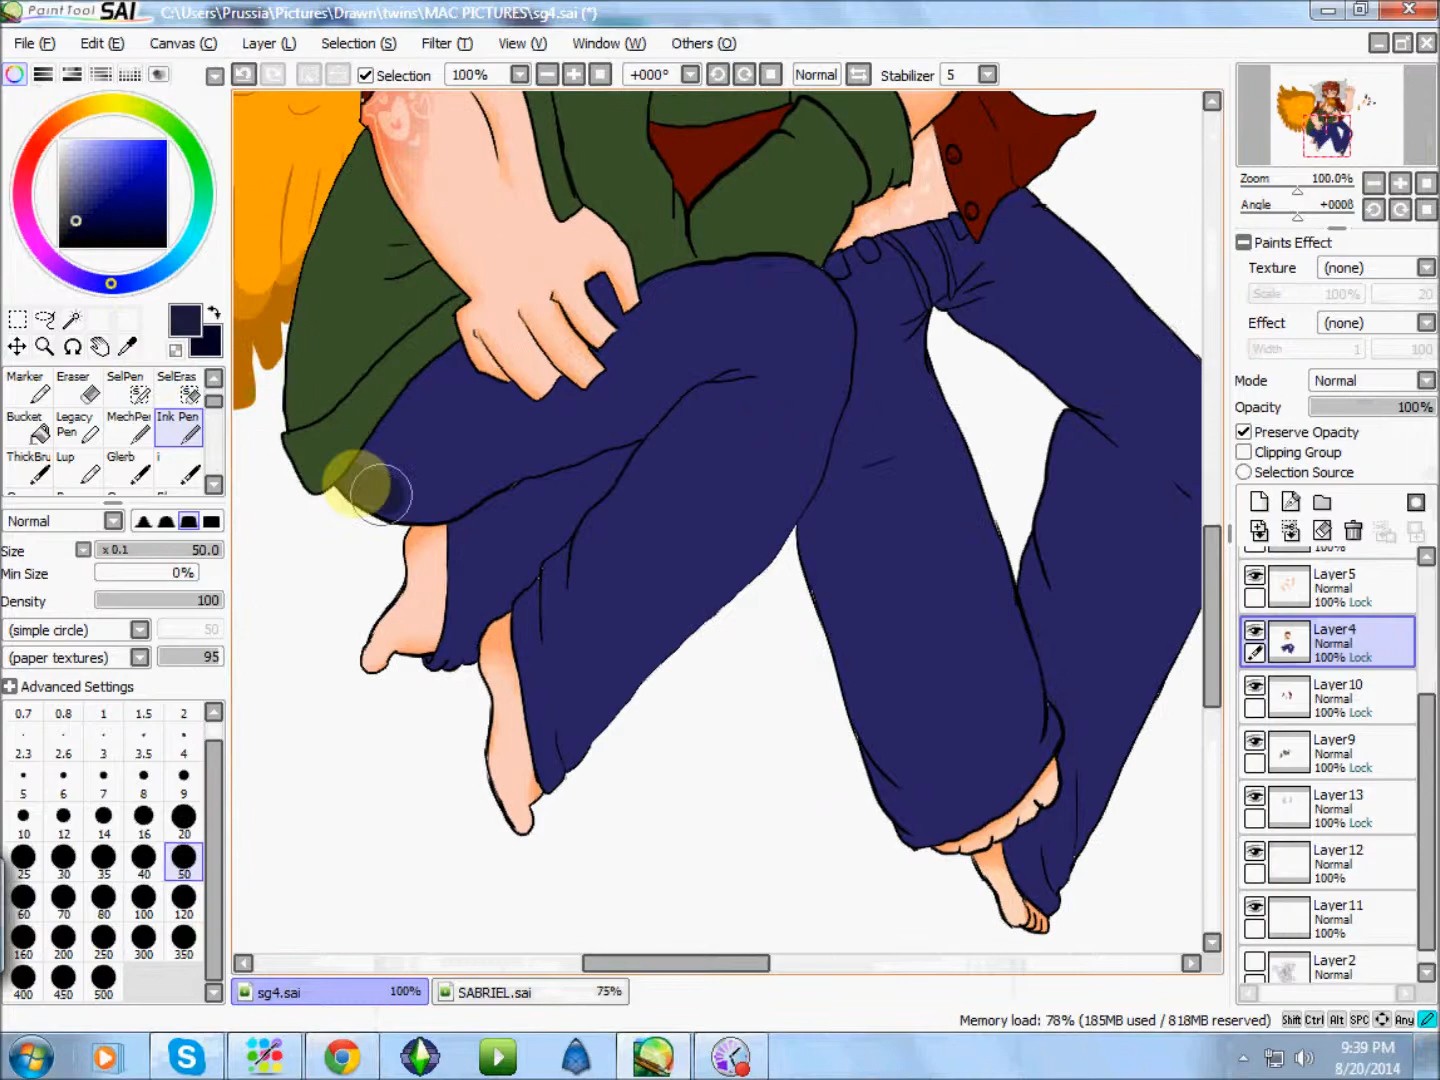 PaintTool SAI C:\Users\Prussia\Pictures\Drawn\twins\MAC PICTURES\sg4.sai (*)
File (F) Edit (E) Canvas (C) Layer (L) Selection (S) Filter (T) View (V) Window (W) Others (O)
Selection 100% +000° Normal Stabilizer 5
Zoom 100.0%
Angle +0008
Paints Effect
Texture (none)
Scale 100% 20
Effect (none)
Width 1 100
Mode Normal
Opacity 100%
Preserve Opacity
Clipping Group
Selection Source
Marker Eraser SelPen SelEras
Bucket Legacy Pen MechPen Ink Pen
ThickBru Lup Glerb i
Normal
Size x 0.1 50.0
Min Size 0%
Density 100
(simple circle) 50
(paper textures) 95
Advanced Settings
0.7 0.8 1 1.5 2
2.3 2.6 3 3.5 4
5 6 7 8 9
10 12 14 16 20
25 30 35 40 50
60 70 80 100 120
160 200 250 300 350
400 450 500
100%
Layer5
Normal
100% Lock
Layer4
Normal
100% Lock
Layer10
Normal
100% Lock
Layer9
Normal
100% Lock
Layer13
Normal
100% Lock
Layer12
Normal
100%
Layer11
Normal
100%
Layer2
Normal
sg4.sai 100% SABRIEL.sai 75%
Memory load: 78% (185MB used / 818MB reserved) Shift Ctrl Alt SPC Any
9:39 PM
8/20/2014